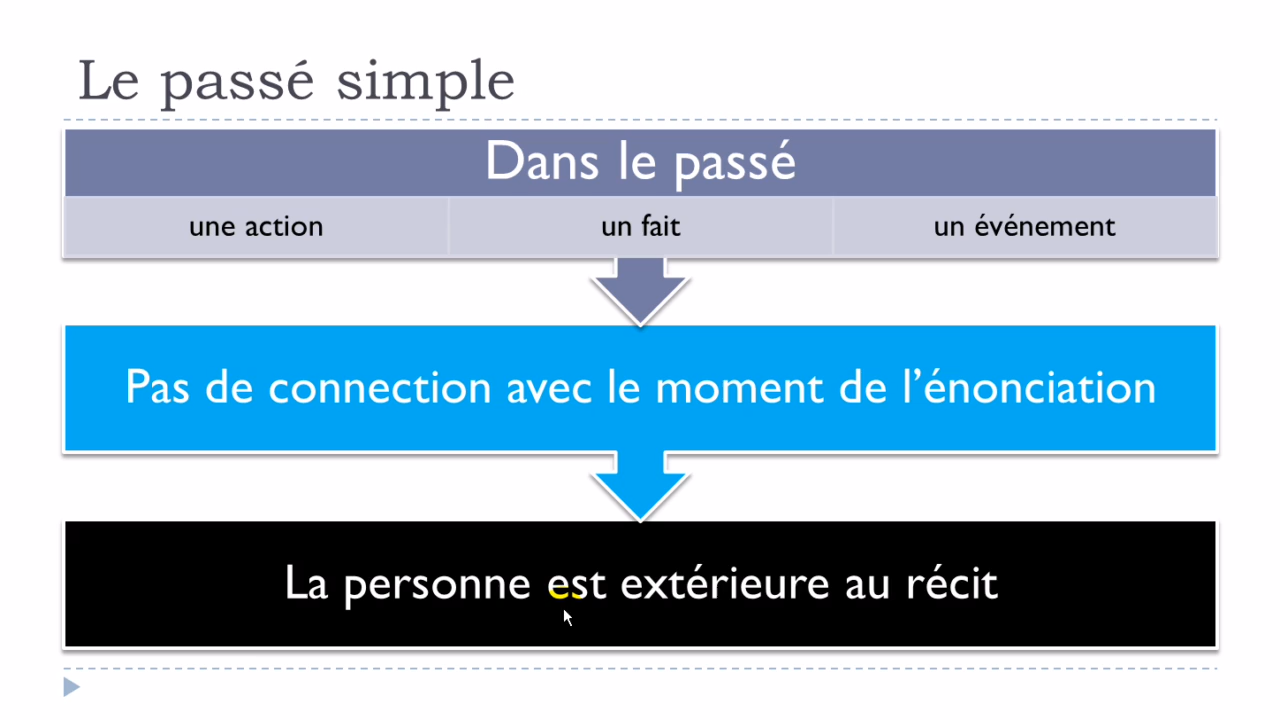 Le passé simple
Dans le passé
une action
un fait
un événement
Pas de connection avec le moment de l’énonciation
La personne est extérieure au récit